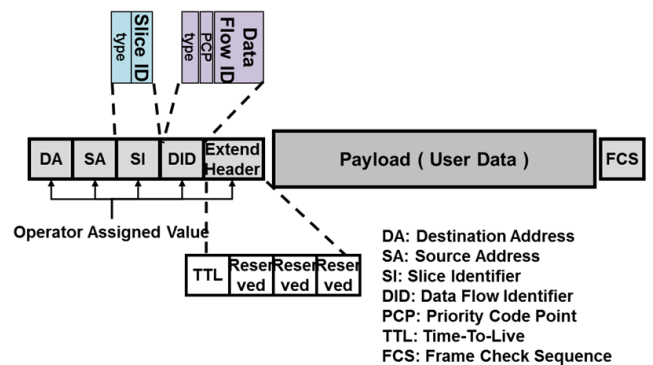 type
Slice ID
type
PCP
Data
Flow ID
DA
SA
SI
DID
Extend
Header
Payload ( User Data )
FCS
Operator Assigned Value
TTL
Reser
ved
Reser
ved
Reser
ved
DA: Destination Address
SA: Source Address
SI: Slice Identifier
DID: Data Flow Identifier
PCP: Priority Code Point
TTL: Time-To-Live
FCS: Frame Check Sequence